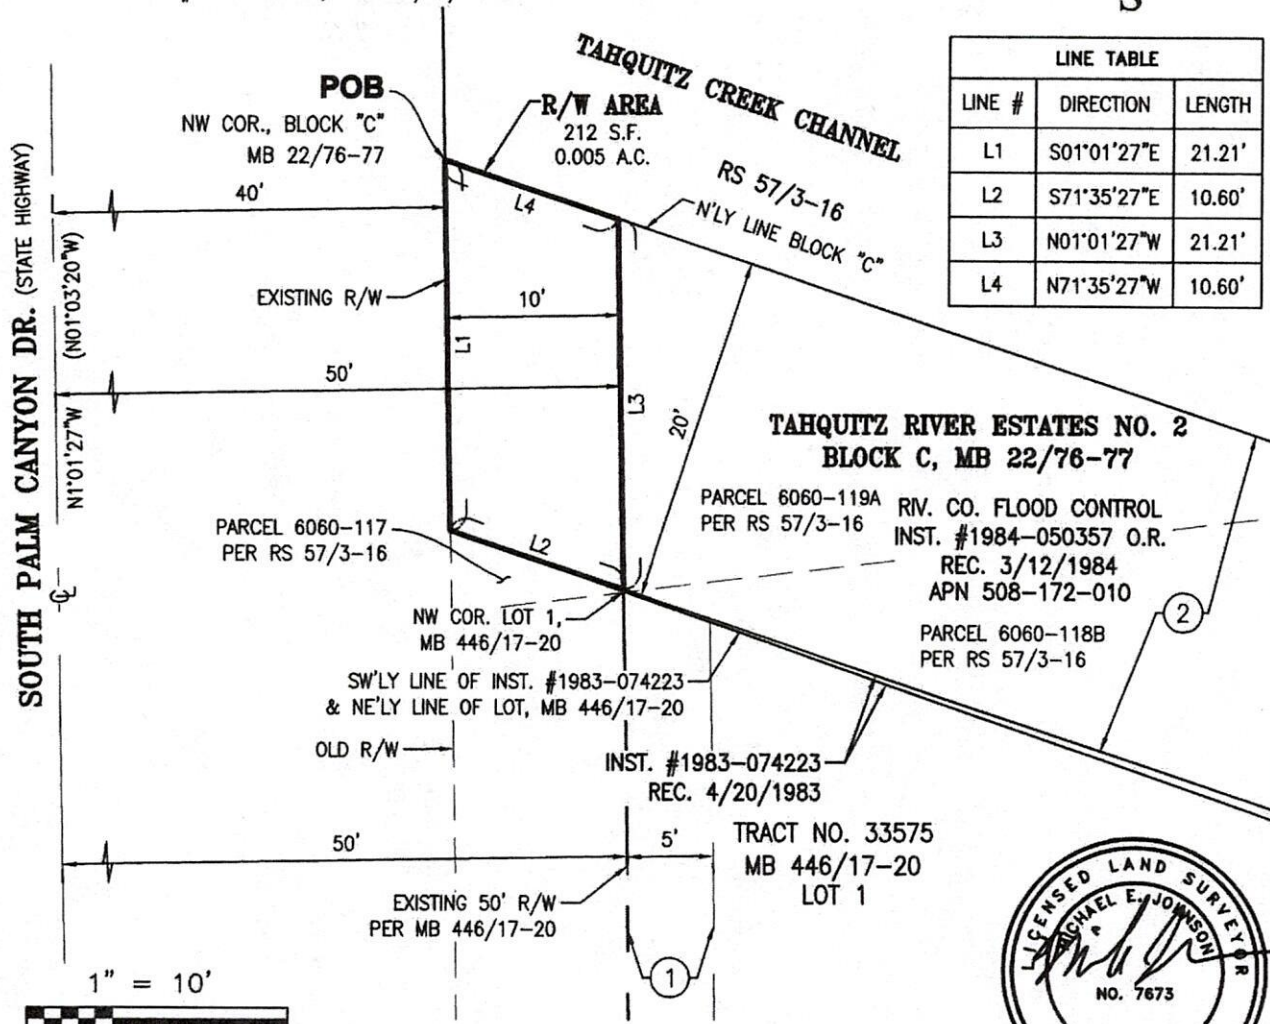 S
LINE TABLE
LINE # DIRECTION LENGTH
L1 S01°01'27"E 21.21'
L2 S71°35'27"E 10.60'
L3 N01°01'27"W 21.21'
L4 N71°35'27"W 10.60'
TAHQUITZ CREEK CHANNEL
POB
NW COR., BLOCK "C"
MB 22/76-77
R/W AREA
212 S.F.
0.005 A.C.
RS 57/3-16
N'LY LINE BLOCK "C"
40'
L4
EXISTING R/W
10'
L1
50'
L3
20'
SOUTH PALM CANYON DR. (STATE HIGHWAY)
N1°01'27"W (N01°03'20"W)
℄
TAHQUITZ RIVER ESTATES NO. 2
BLOCK C, MB 22/76-77
PARCEL 6060-119A
PER RS 57/3-16
RIV. CO. FLOOD CONTROL
INST. #1984-050357 O.R.
REC. 3/12/1984
APN 508-172-010
PARCEL 6060-118B
PER RS 57/3-16
2
PARCEL 6060-117
PER RS 57/3-16
L2
NW COR. LOT 1,
MB 446/17-20
SW'LY LINE OF INST. #1983-074223
& NE'LY LINE OF LOT, MB 446/17-20
OLD R/W
INST. #1983-074223
REC. 4/20/1983
TRACT NO. 33575
MB 446/17-20
LOT 1
50'
5'
EXISTING 50' R/W
PER MB 446/17-20
1
1" = 10'
LICENSED LAND SURVEYOR
MICHAEL E. JOHNSON
NO. 7673